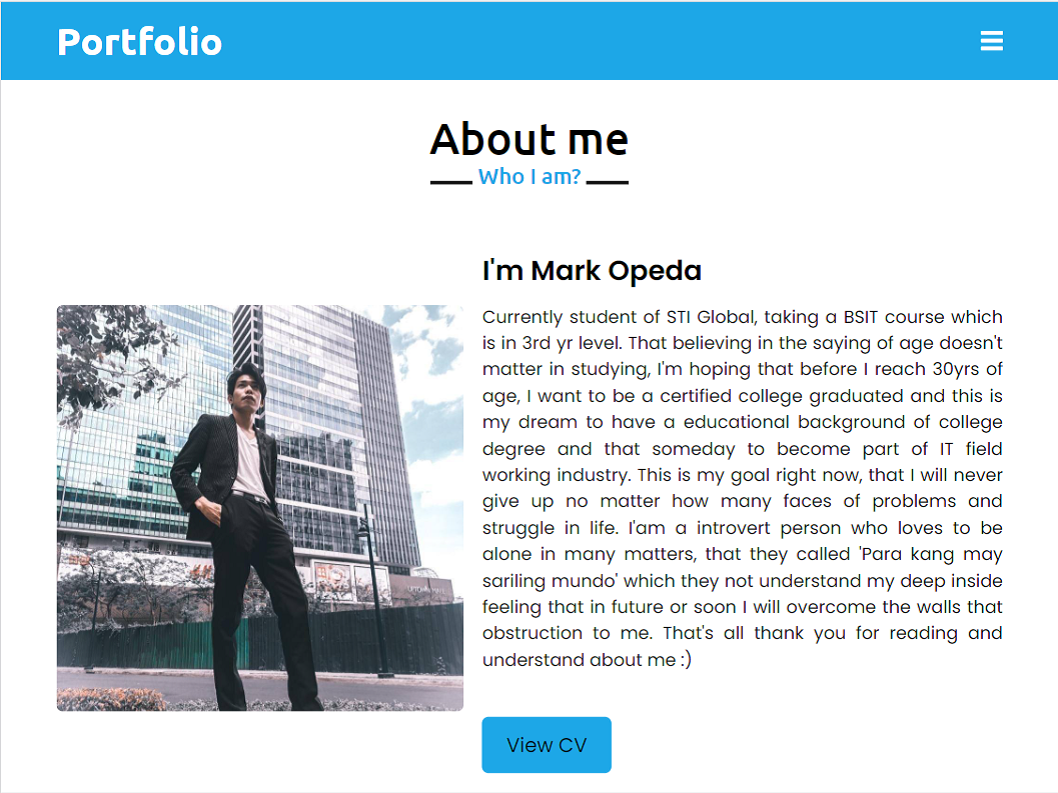 Portfolio
About me
Who I am?
I'm Mark Opeda
Currently student of STI Global, taking a BSIT course which
is in 3rd yr level. That believing in the saying of age doesn't
matter in studying, I'm hoping that before I reach 30yrs of
age, I want to be a certified college graduated and this is
my dream to have a educational background of college
degree and that someday to become part of IT field
working industry. This is my goal right now, that I will never
give up no matter how many faces of problems and
struggle in life. I'am a introvert person who loves to be
alone in many matters, that they called 'Para kang may
sariling mundo' which they not understand my deep inside
feeling that in future or soon I will overcome the walls that
obstruction to me. That's all thank you for reading and
understand about me :)
View CV